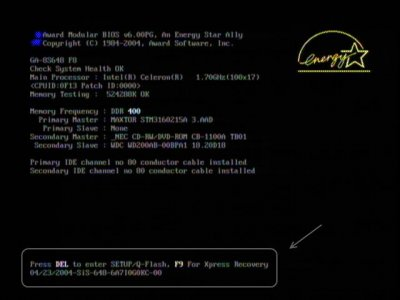 Award Modular BIOS v6.00PG, An Energy Star Ally
Copyright (C) 1984-2004, Award Software, Inc.
energy
GA-8S648 F8
Check System Health OK
Main Processor : Intel(R) Celeron(R) 1.70GHz(100x17)
<CPUID:0F13 Patch ID:0000>
Memory Testing : 524288K OK
Memory Frequency : DDR 400
Primary Master : MAXTOR STM3160215A 3.AAD
Primary Slave : None
Secondary Master : _NEC CD-RW/DVD-ROM CD-1100A TB01
Secondary Slave : WDC WD200AB-00BPA1 18.20D18
Primary IDE channel no 80 conductor cable installed
Secondary IDE channel no 80 conductor cable installed
Press DEL to enter SETUP/Q-Flash, F9 For Xpress Recovery
04/23/2004-SiS-648-6A7I0G0KC-00